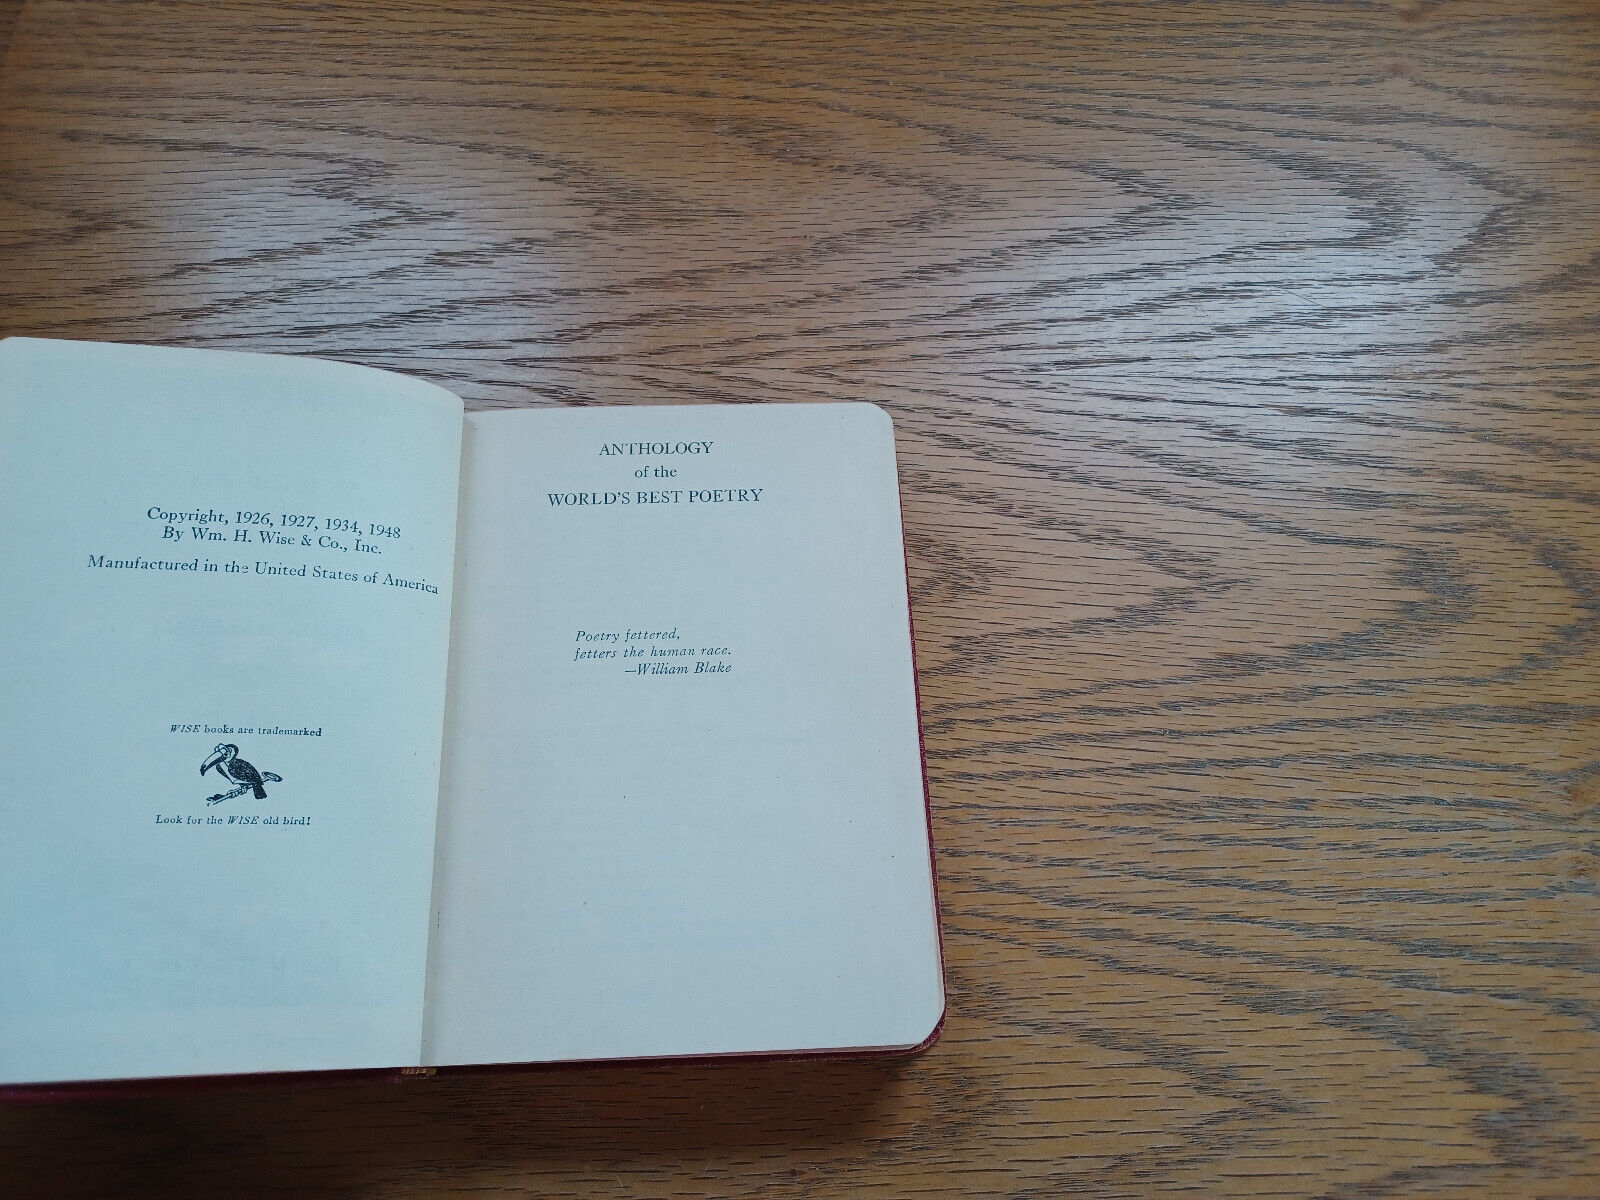 Copyright, 1926, 1927, 1934, 1948
By Wm. H. Wise & Co., Inc.
Manufactured in the United States of America
WISE books are trademarked
Look for the WISE old bird!
ANTHOLOGY
of the
WORLD'S BEST POETRY
Poetry fettered,
fetters the human race.
—William Blake